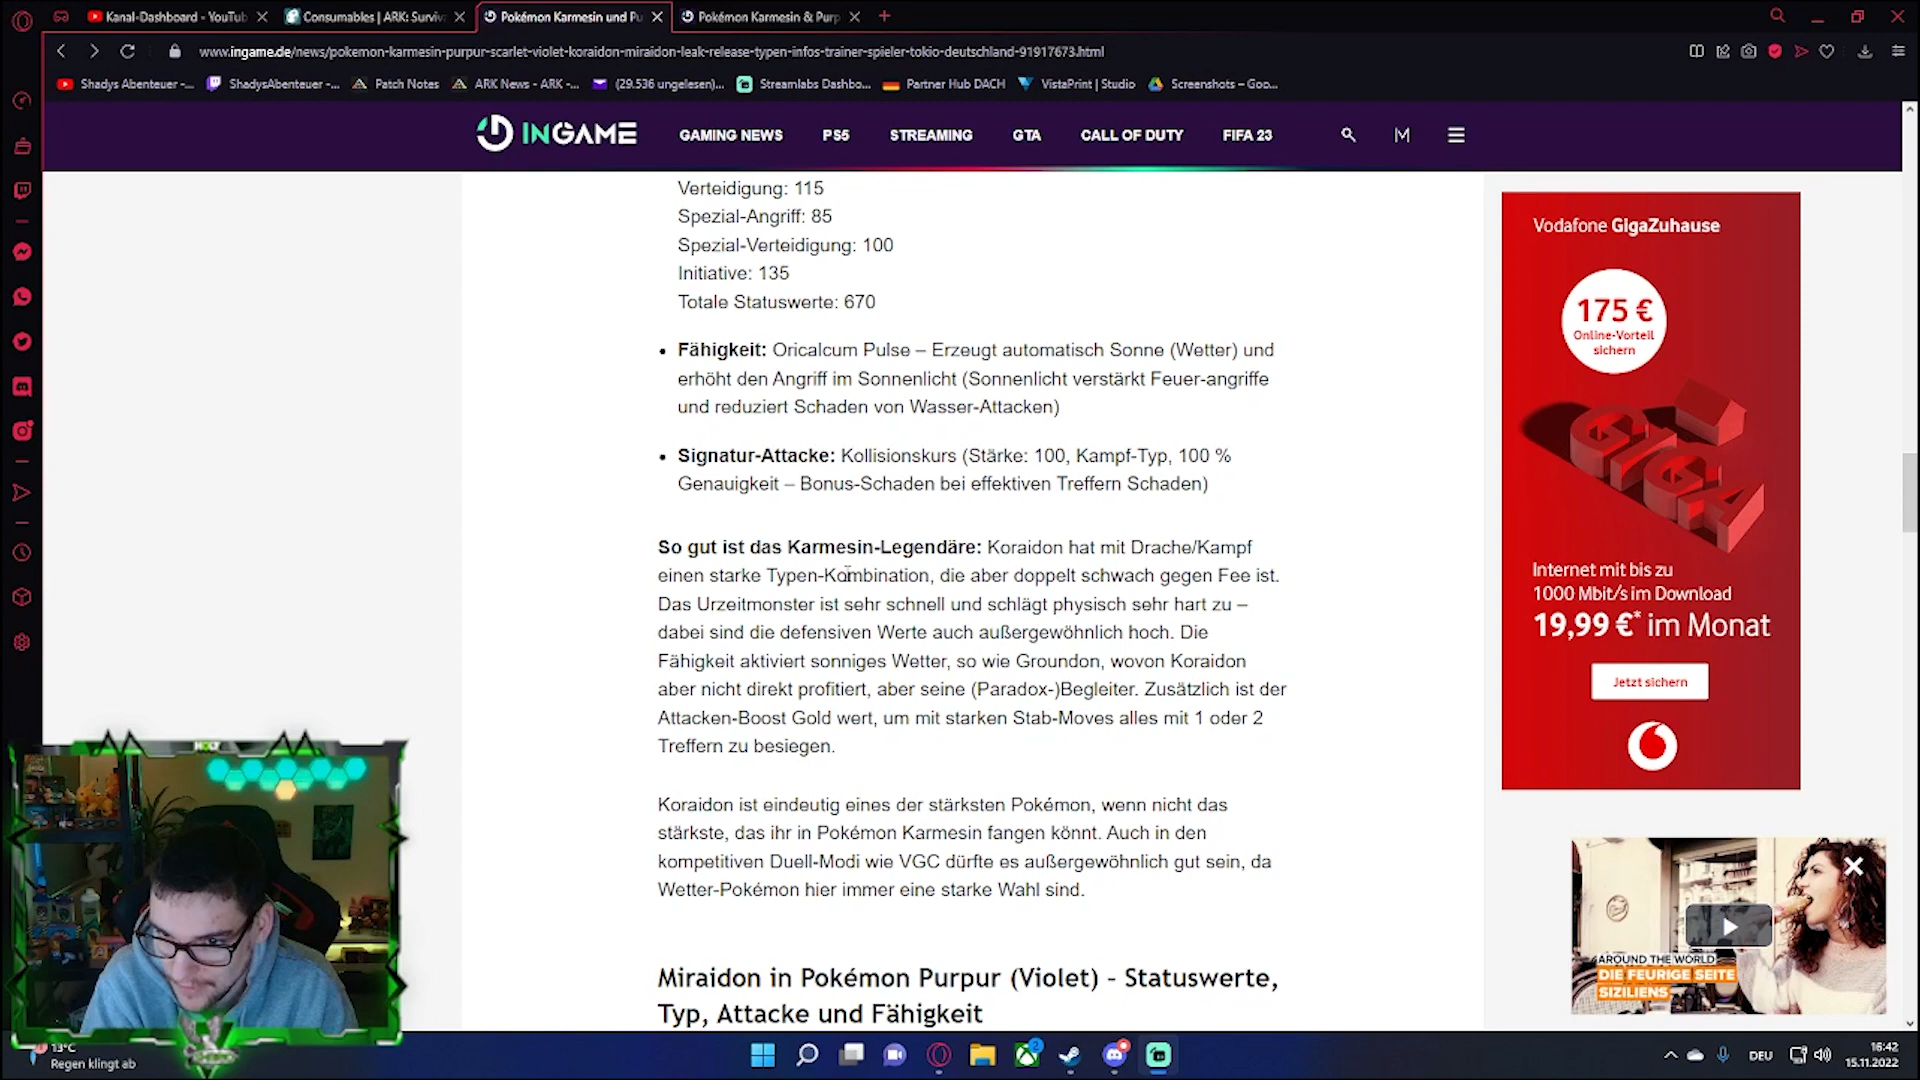 Kanal-Dashboard - YouTub
Consumables | ARK: Surviv
Pokémon Karmesin und Pu
Pokémon Karmesin & Purp
www.ingame.de/news/pokemon-karmesin-purpur-scarlet-violet-koraidon-miraidon-leak-release-typen-infos-trainer-spieler-tokio-deutschland-91917673.html
Shadys Abenteuer -...
ShadysAbenteuer -...
Patch Notes
ARK News - ARK -...
(29.536 ungelesen)...
Streamlabs Dashbo...
Partner Hub DACH
VistaPrint | Studio
Screenshots – Goo...
INGAME
GAMING NEWS
PS5
STREAMING
GTA
CALL OF DUTY
FIFA 23
Verteidigung: 115
Spezial-Angriff: 85
Spezial-Verteidigung: 100
Initiative: 135
Totale Statuswerte: 670
• Fähigkeit: Oricalcum Pulse – Erzeugt automatisch Sonne (Wetter) und
erhöht den Angriff im Sonnenlicht (Sonnenlicht verstärkt Feuer-angriffe
und reduziert Schaden von Wasser-Attacken)
• Signatur-Attacke: Kollisionskurs (Stärke: 100, Kampf-Typ, 100 %
Genauigkeit – Bonus-Schaden bei effektiven Treffern Schaden)
So gut ist das Karmesin-Legendäre: Koraidon hat mit Drache/Kampf
einen starke Typen-Kombination, die aber doppelt schwach gegen Fee ist.
Das Urzeitmonster ist sehr schnell und schlägt physisch sehr hart zu –
dabei sind die defensiven Werte auch außergewöhnlich hoch. Die
Fähigkeit aktiviert sonniges Wetter, so wie Groundon, wovon Koraidon
aber nicht direkt profitiert, aber seine (Paradox-)Begleiter. Zusätzlich ist der
Attacken-Boost Gold wert, um mit starken Stab-Moves alles mit 1 oder 2
Treffern zu besiegen.
Koraidon ist eindeutig eines der stärksten Pokémon, wenn nicht das
stärkste, das ihr in Pokémon Karmesin fangen könnt. Auch in den
kompetitiven Duell-Modi wie VGC dürfte es außergewöhnlich gut sein, da
Wetter-Pokémon hier immer eine starke Wahl sind.
Miraidon in Pokémon Purpur (Violet) - Statuswerte,
Typ, Attacke und Fähigkeit
Vodafone GigaZuhause
175 €
Online-Vorteil
sichern
GIGA
Internet mit bis zu
1000 Mbit/s im Download
19,99 €* im Monat
Jetzt sichern
AROUND THE WORLD
DIE FEURIGE SEITE
SIZILIENS
13°C
Regen klingt ab
2
DEU
16:42
15.11.2022